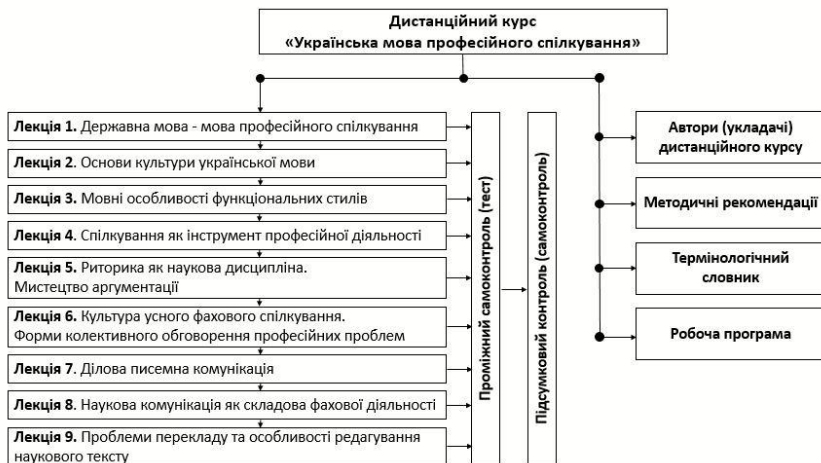 Дистанційний курс
«Українська мова професійного спілкування»
Лекція 1. Державна мова - мова професійного спілкування
Лекція 2. Основи культури української мови
Лекція 3. Мовні особливості функціональних стилів
Лекція 4. Спілкування як інструмент професійної діяльності
Лекція 5. Риторика як наукова дисципліна.
Мистецтво аргументації
Лекція 6. Культура усного фахового спілкування.
Форми колективного обговорення професійних проблем
Лекція 7. Ділова писемна комунікація
Лекція 8. Наукова комунікація як складова фахової діяльності
Лекція 9. Проблеми перекладу та особливості редагування
наукового тексту
Проміжний самоконтроль (тест)
Підсумковий контроль (самоконтроль)
Автори (укладачі)
дистанційного курсу
Методичні рекомендації
Термінологічний
словник
Робоча програма